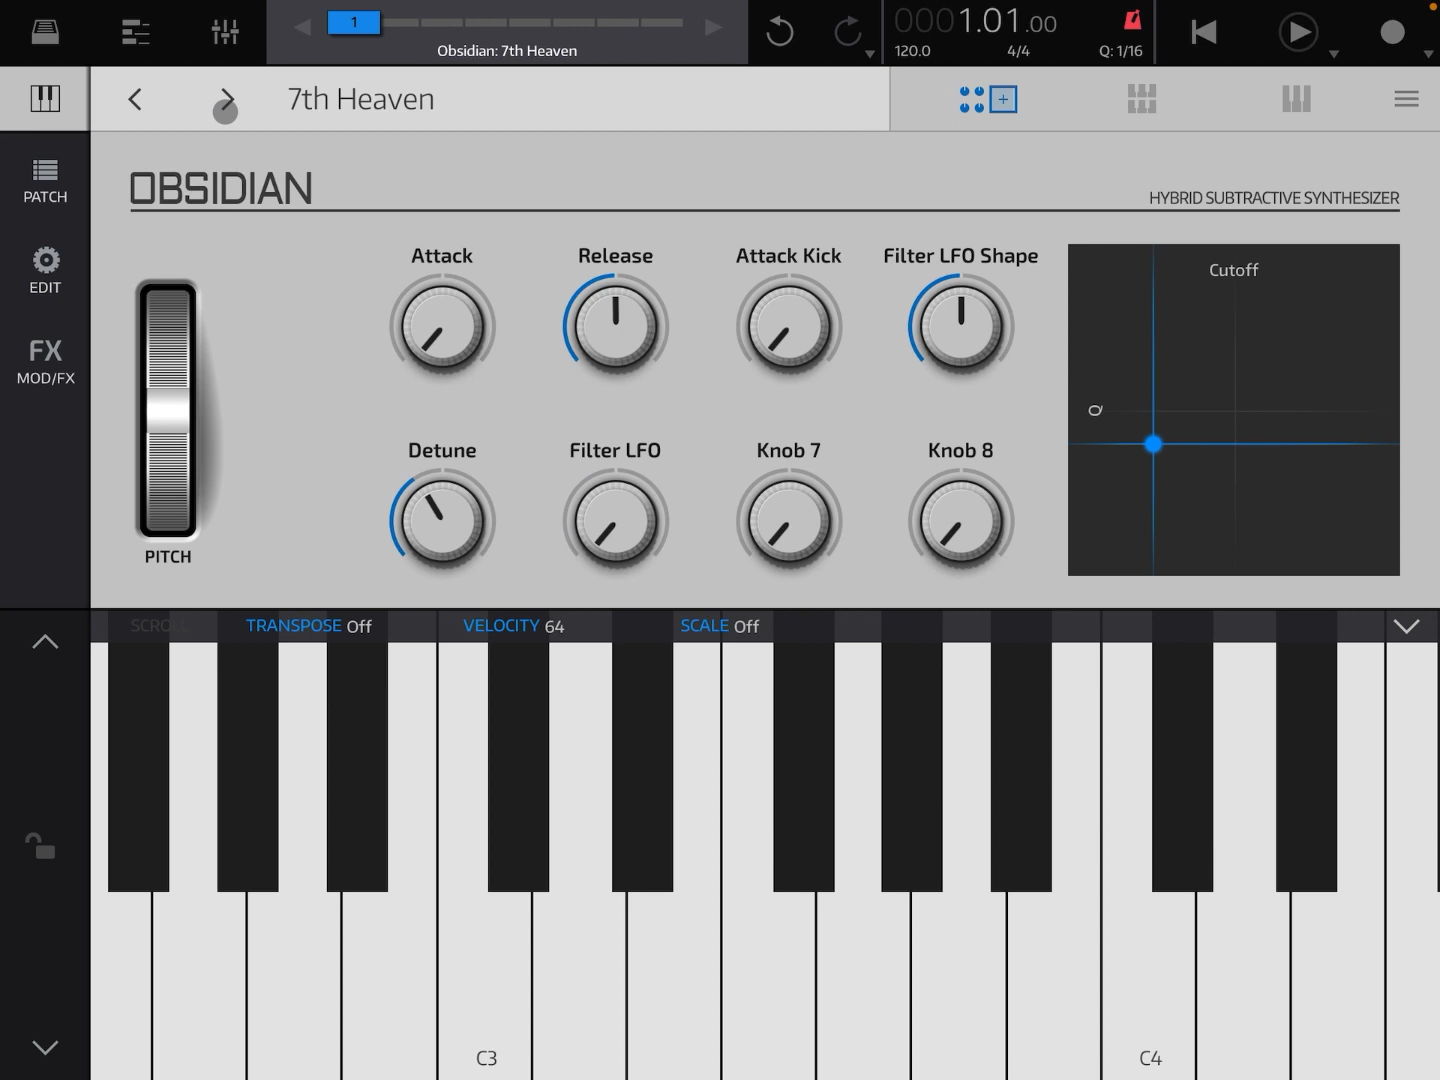 1
Obsidian: 7th Heaven
0001.01.00
120.0
4/4
Q: 1/16
7th Heaven
PATCH
EDIT
FX
MOD/FX
OBSIDIAN
HYBRID SUBTRACTIVE SYNTHESIZER
Attack
Release
Attack Kick
Filter LFO Shape
Detune
Filter LFO
Knob 7
Knob 8
PITCH
Cutoff
Q
SCROLL
TRANSPOSE Off
VELOCITY 64
SCALE Off
C3
C4